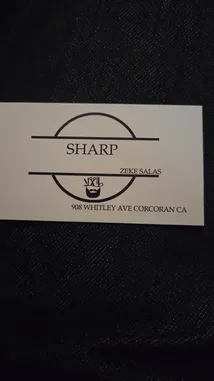 SHARP
ZEKE SALAS
908 WHITLEY AVE CORCORAN CA